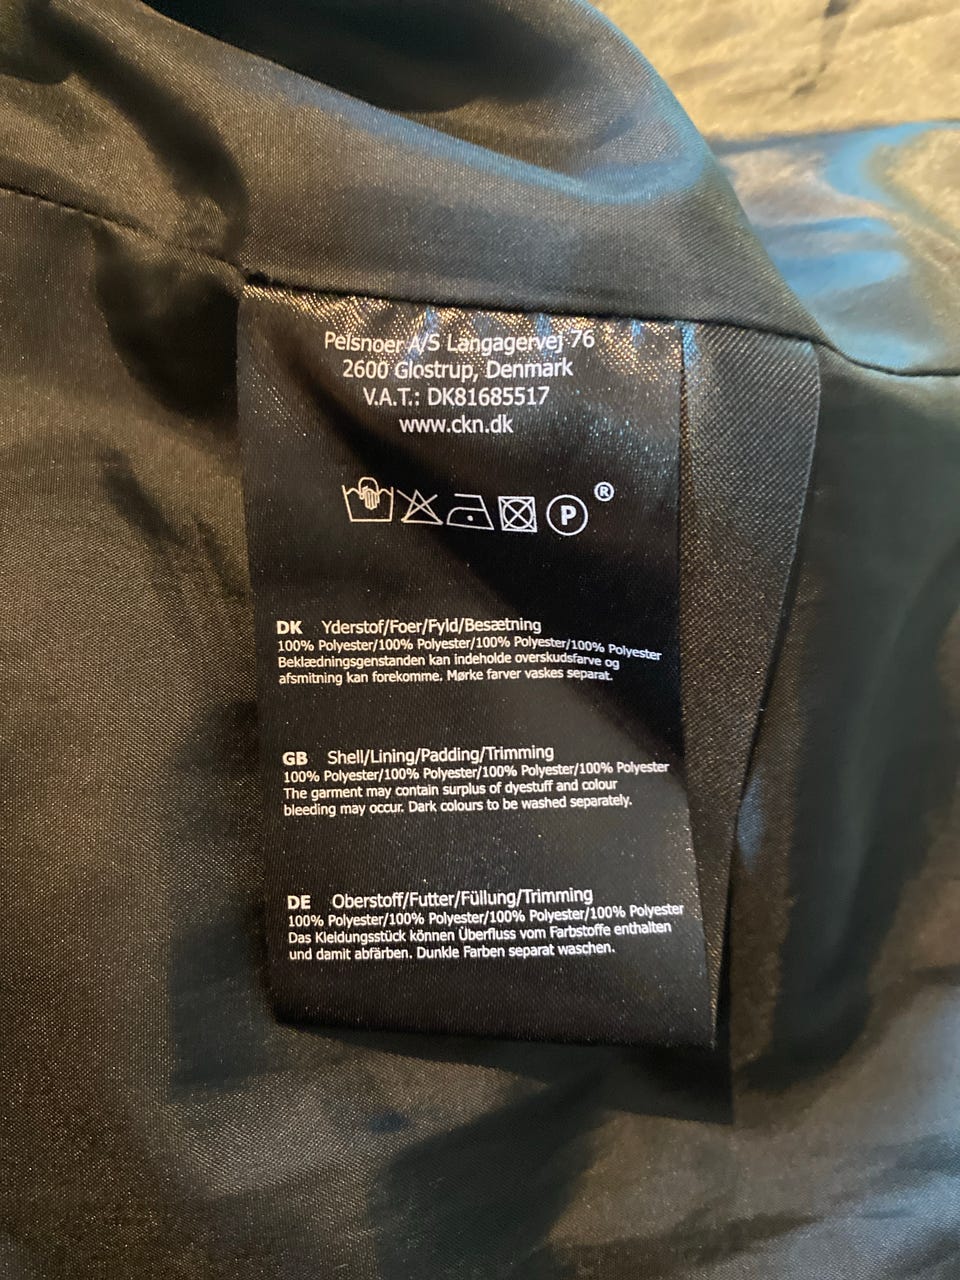 Pelsnoer A/S Langagervej 76
2600 Glostrup, Denmark
V.A.T.: DK81685517
www.ckn.dk
P ®
DK Yderstof/Foer/Fyld/Besætning
100% Polyester/100% Polyester/100% Polyester/100% Polyester
Beklædningsgenstanden kan indeholde overskudsfarve og
afsmitning kan forekomme. Mørke farver vaskes separat.
GB Shell/Lining/Padding/Trimming
100% Polyester/100% Polyester/100% Polyester/100% Polyester
The garment may contain surplus of dyestuff and colour
bleeding may occur. Dark colours to be washed separately.
DE Oberstoff/Futter/Füllung/Trimming
100% Polyester/100% Polyester/100% Polyester/100% Polyester
Das Kleidungsstück können Überfluss vom Farbstoffe enthalten
und damit abfärben. Dunkle Farben separat waschen.